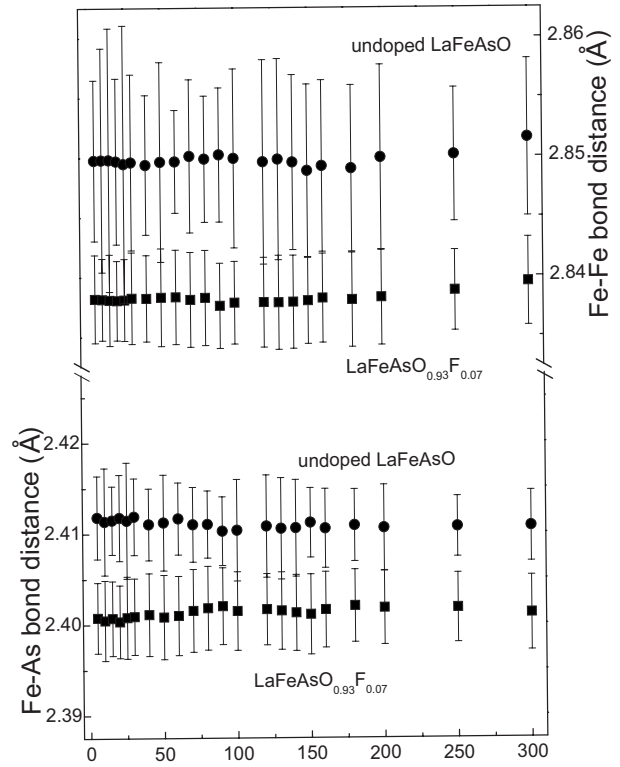 undoped LaFeAsO
2.86
2.85
2.84
Fe-Fe bond distance (Å)
LaFeAsO0.93F0.07
2.42
2.41
2.40
2.39
Fe-As bond distance (Å)
undoped LaFeAsO
LaFeAsO0.93F0.07
0 50 100 150 200 250 300